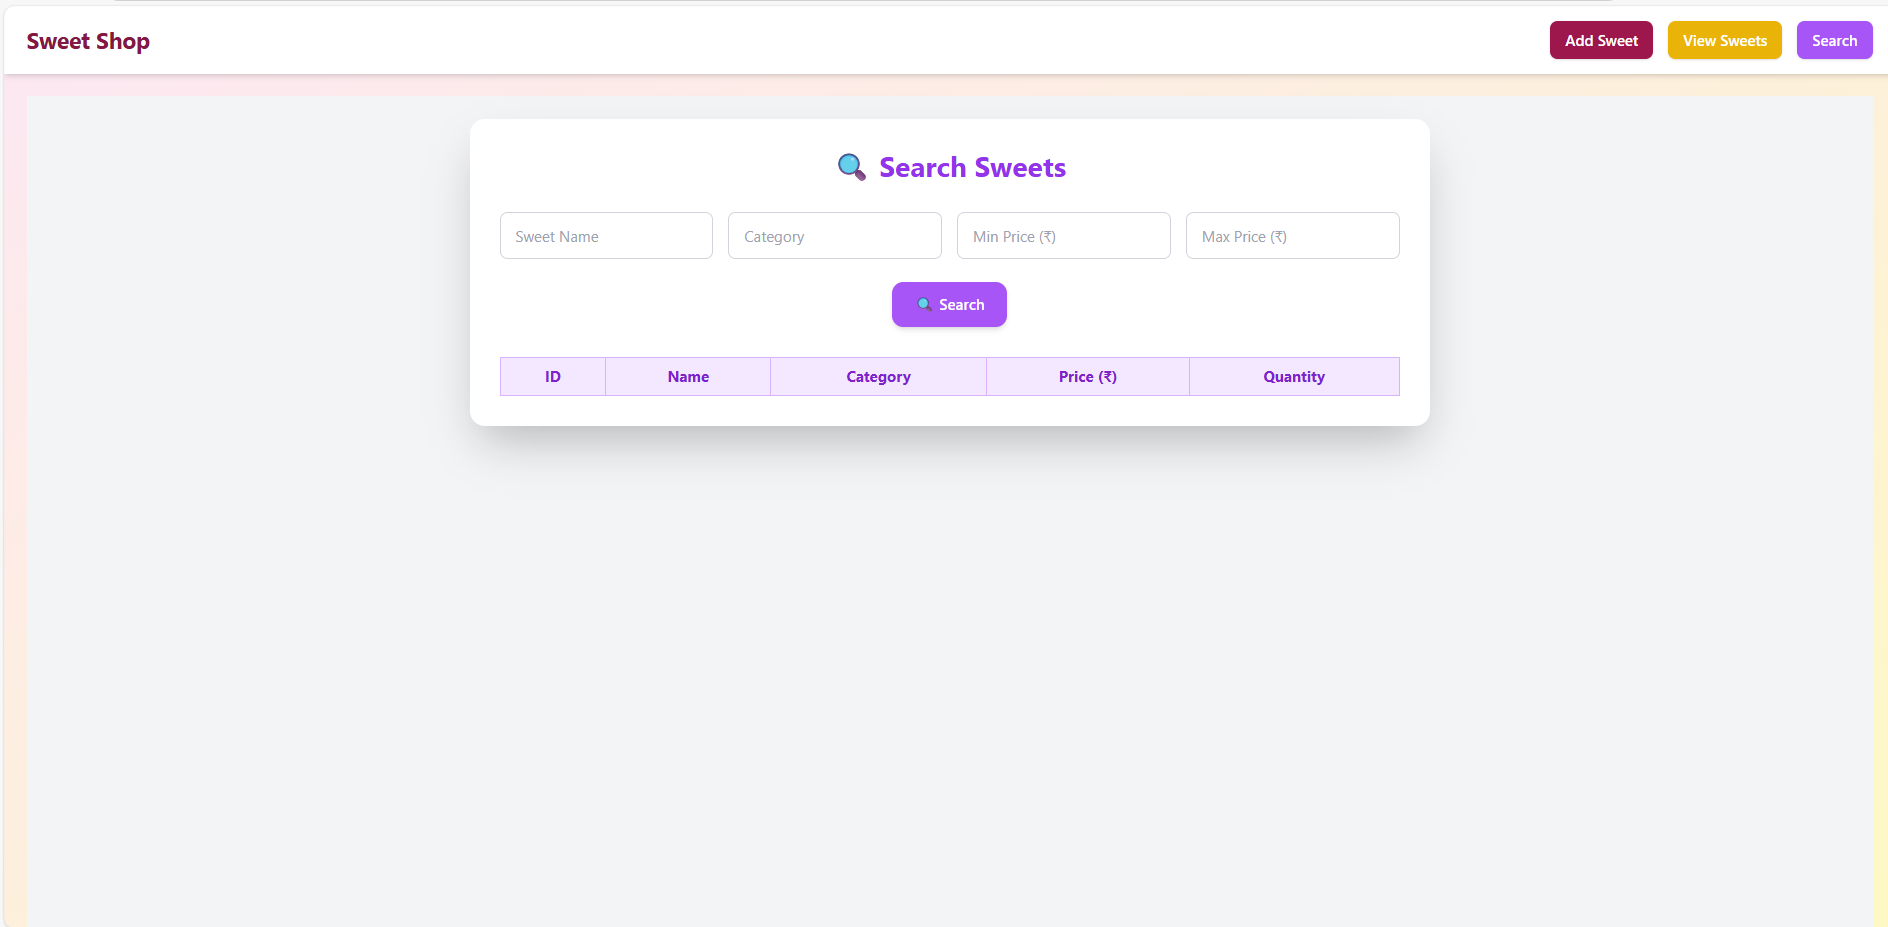 Sweet Shop
Add Sweet
View Sweets
Search
🔍 Search Sweets
Sweet Name
Category
Min Price (₹)
Max Price (₹)
🔍 Search
ID Name Category Price (₹) Quantity